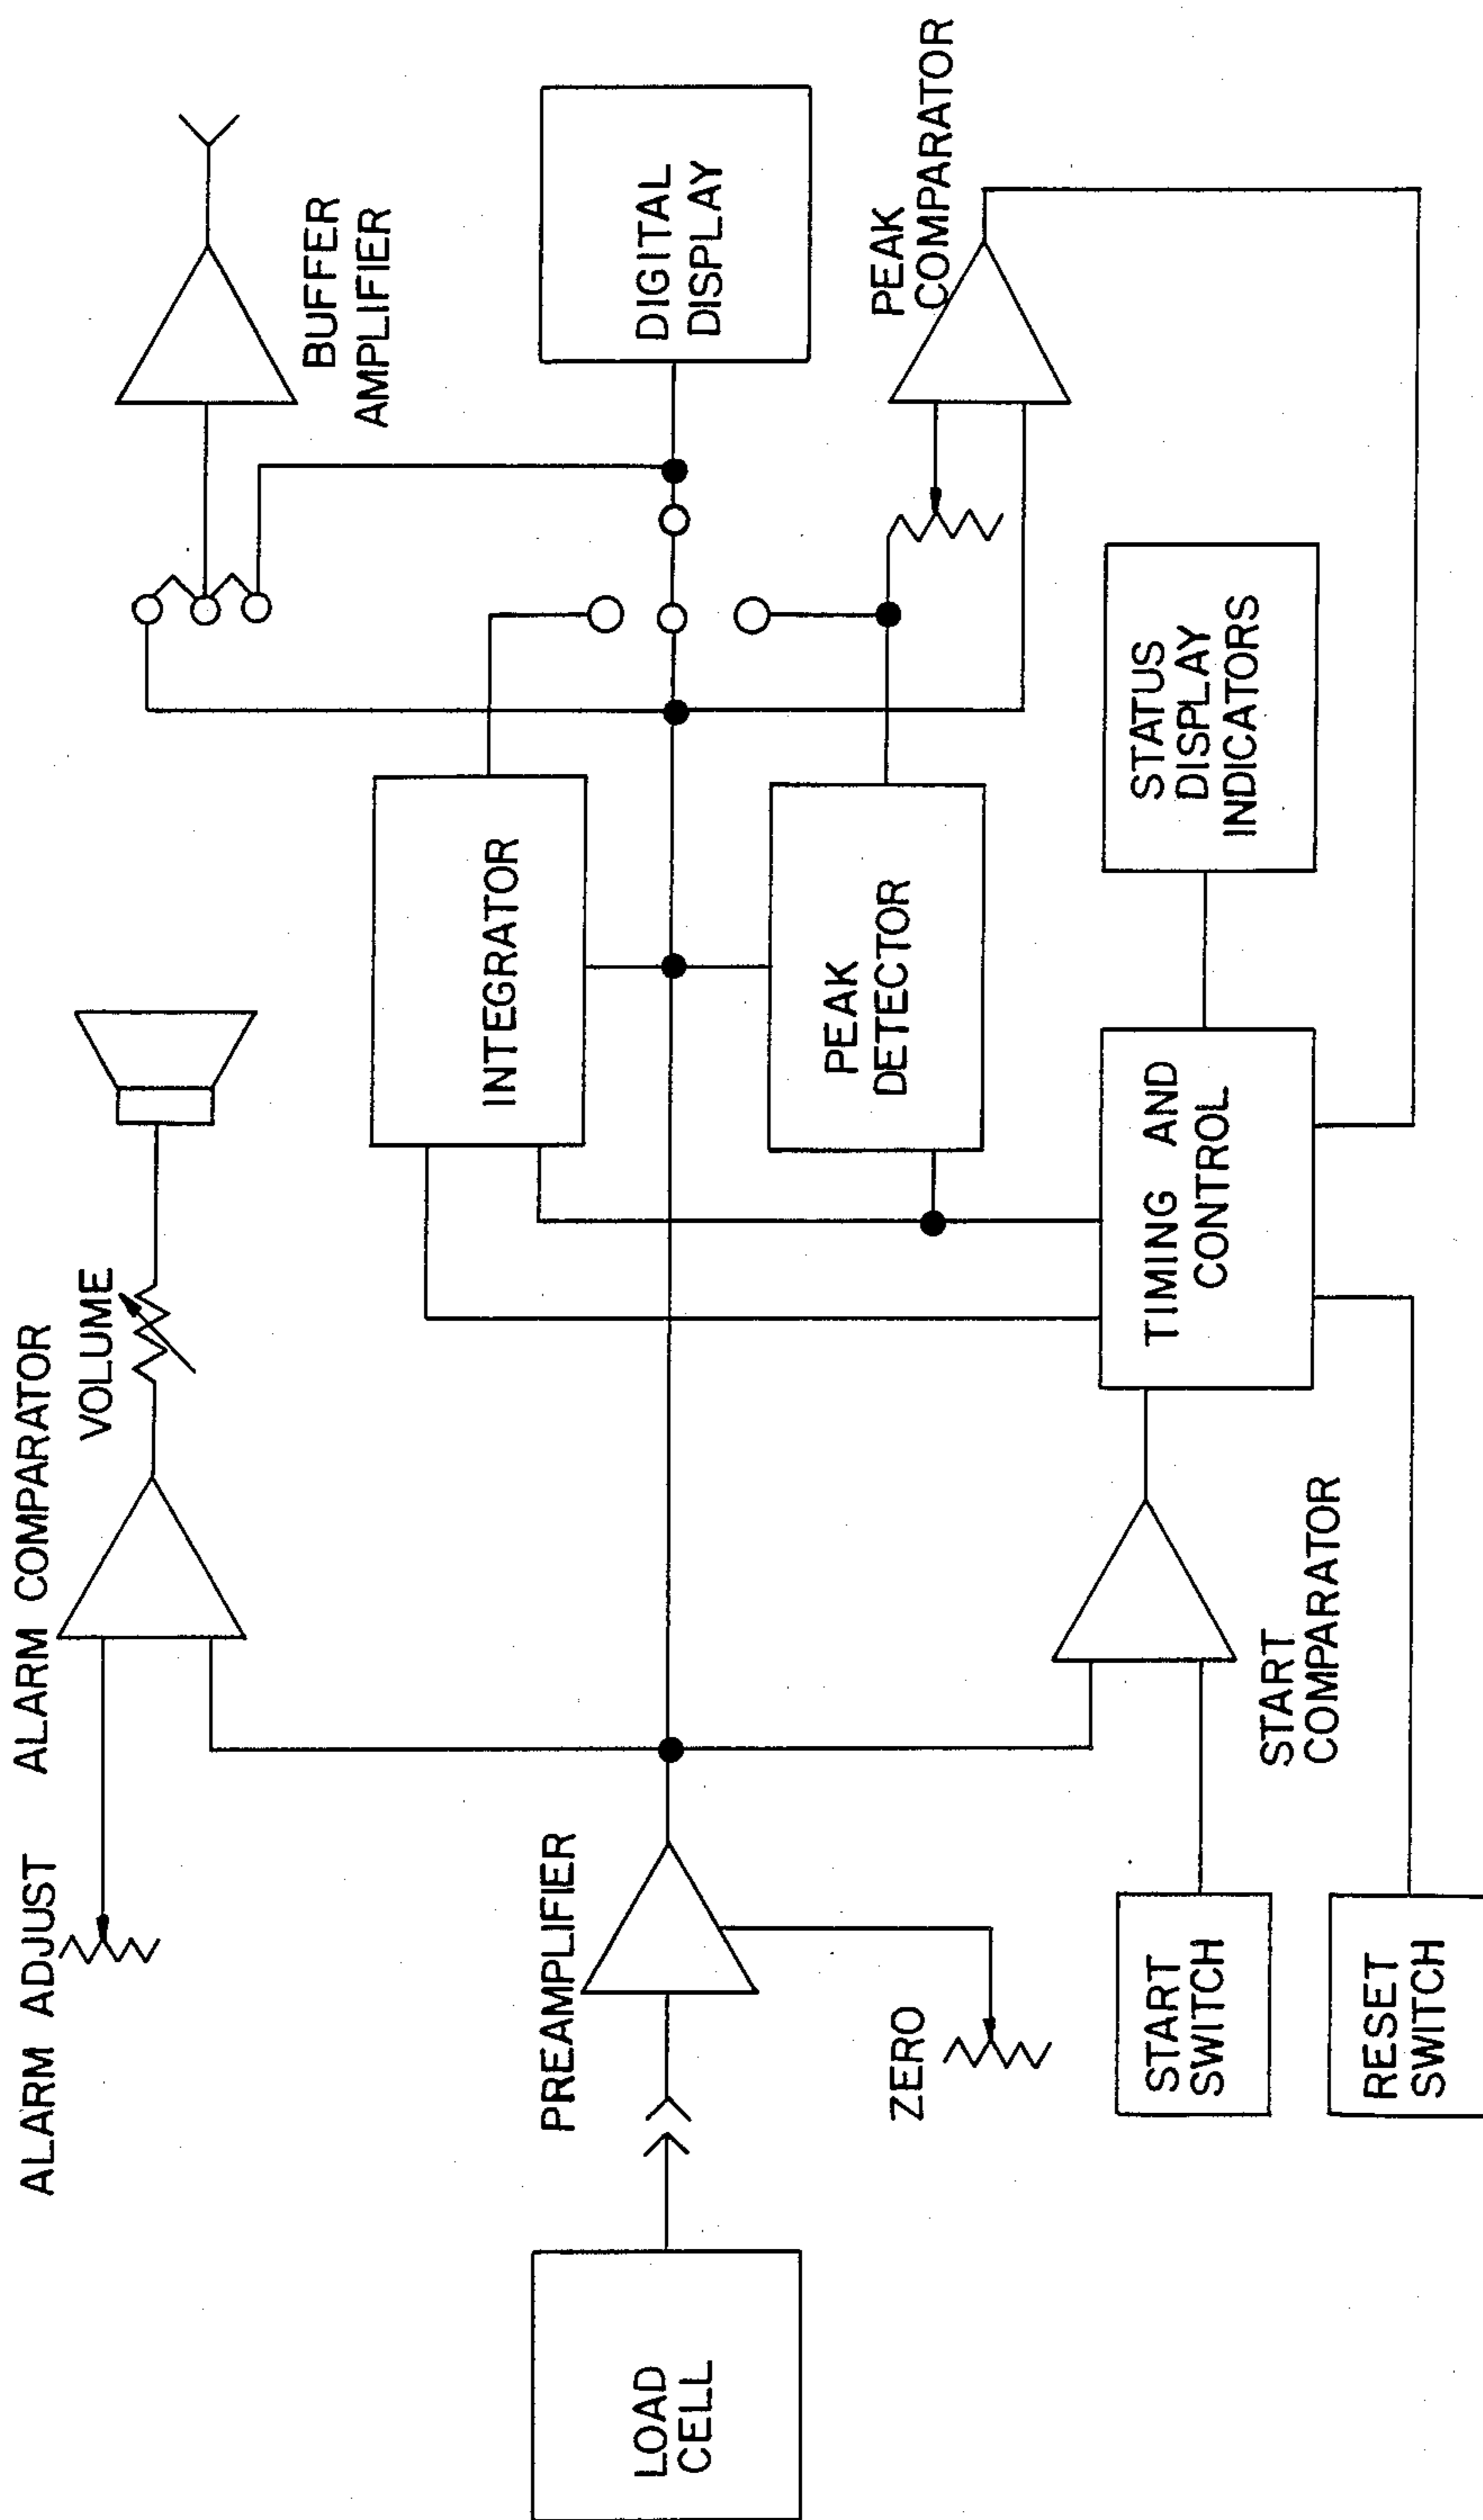 ALARM ADJUST
ALARM COMPARATOR
VOLUME
BUFFER
AMPLIFIER
PREAMPLIFIER
LOAD
CELL
ZERO
INTEGRATOR
PEAK
DETECTOR
DIGITAL
DISPLAY
PEAK
COMPARATOR
START
SWITCH
RESET
SWITCH
START
COMPARATOR
TIMING AND
CONTROL
STATUS
DISPLAY
INDICATORS